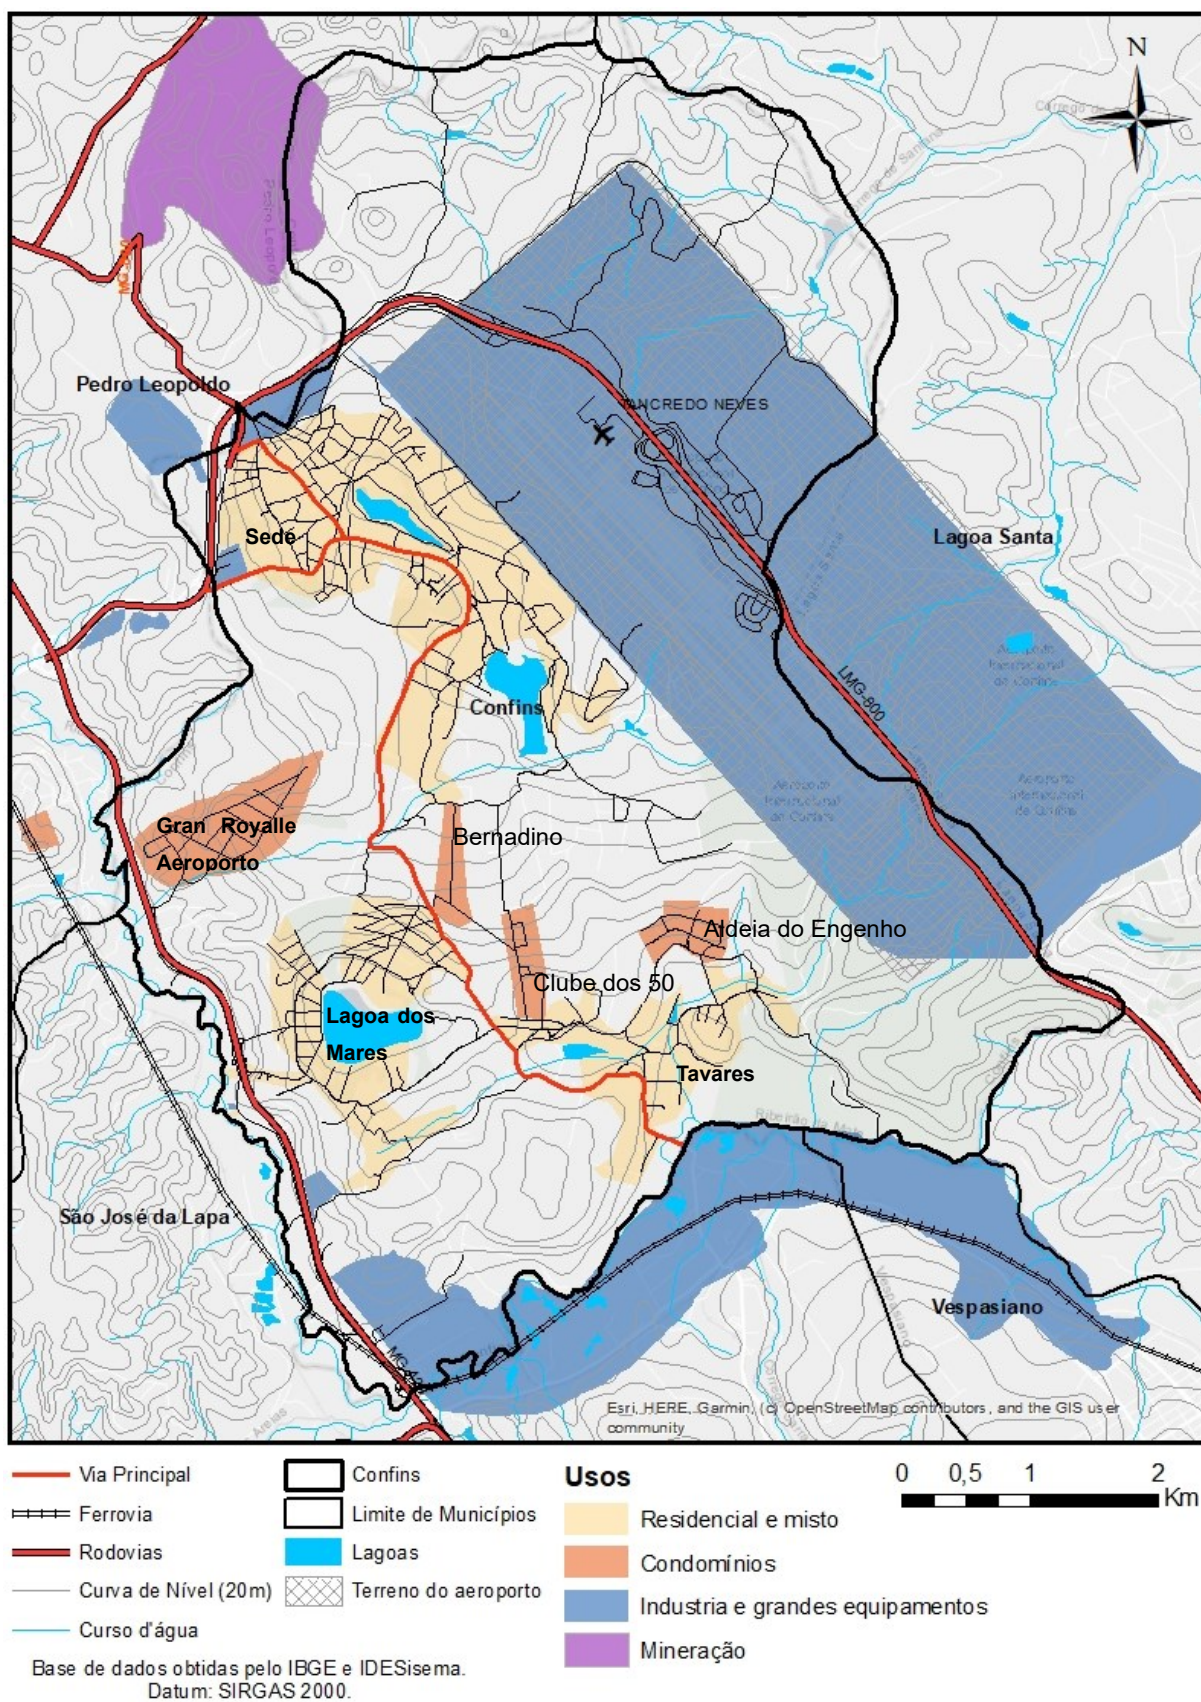 N
Pedro Leopoldo
TANCREDO NEVES
Sede
Lagoa Santa
LMG-800
Confins
Gran Royalle
Aeroporto
Bernadino
Aldeia do Engenho
Clube dos 50
Lagoa dos
Mares
Tavares
Ribeirão da Mata
São José da Lapa
Vespasiano
Vespasiano
Esri, HERE, Garmin, (c) OpenStreetMap contributors, and the GIS user
community
Via Principal
Ferrovia
Rodovias
Curva de Nível (20m)
Curso d'água
Confins
Limite de Municípios
Lagoas
Terreno do aeroporto
Usos
Residencial e misto
Condomínios
Industria e grandes equipamentos
Mineração
0 0,5 1 2
Km
Base de dados obtidas pelo IBGE e IDESisema.
Datum: SIRGAS 2000.